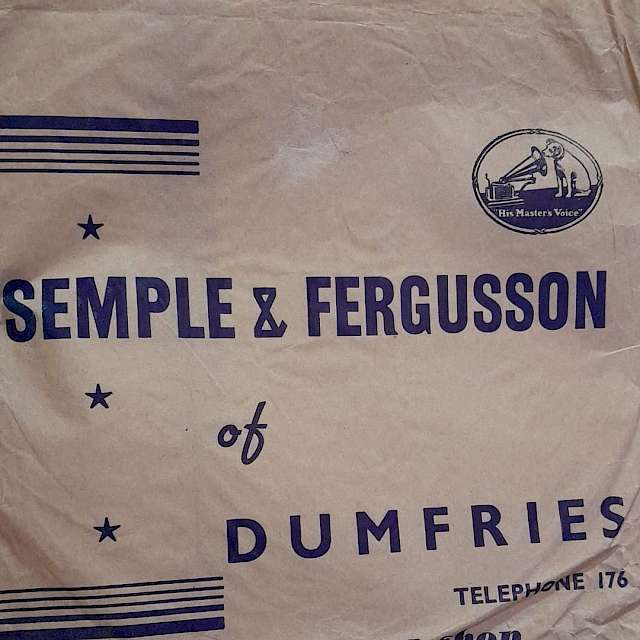 "His Master's Voice"
SEMPLE & FERGUSSON
of
DUMFRIES
TELEPHONE 176